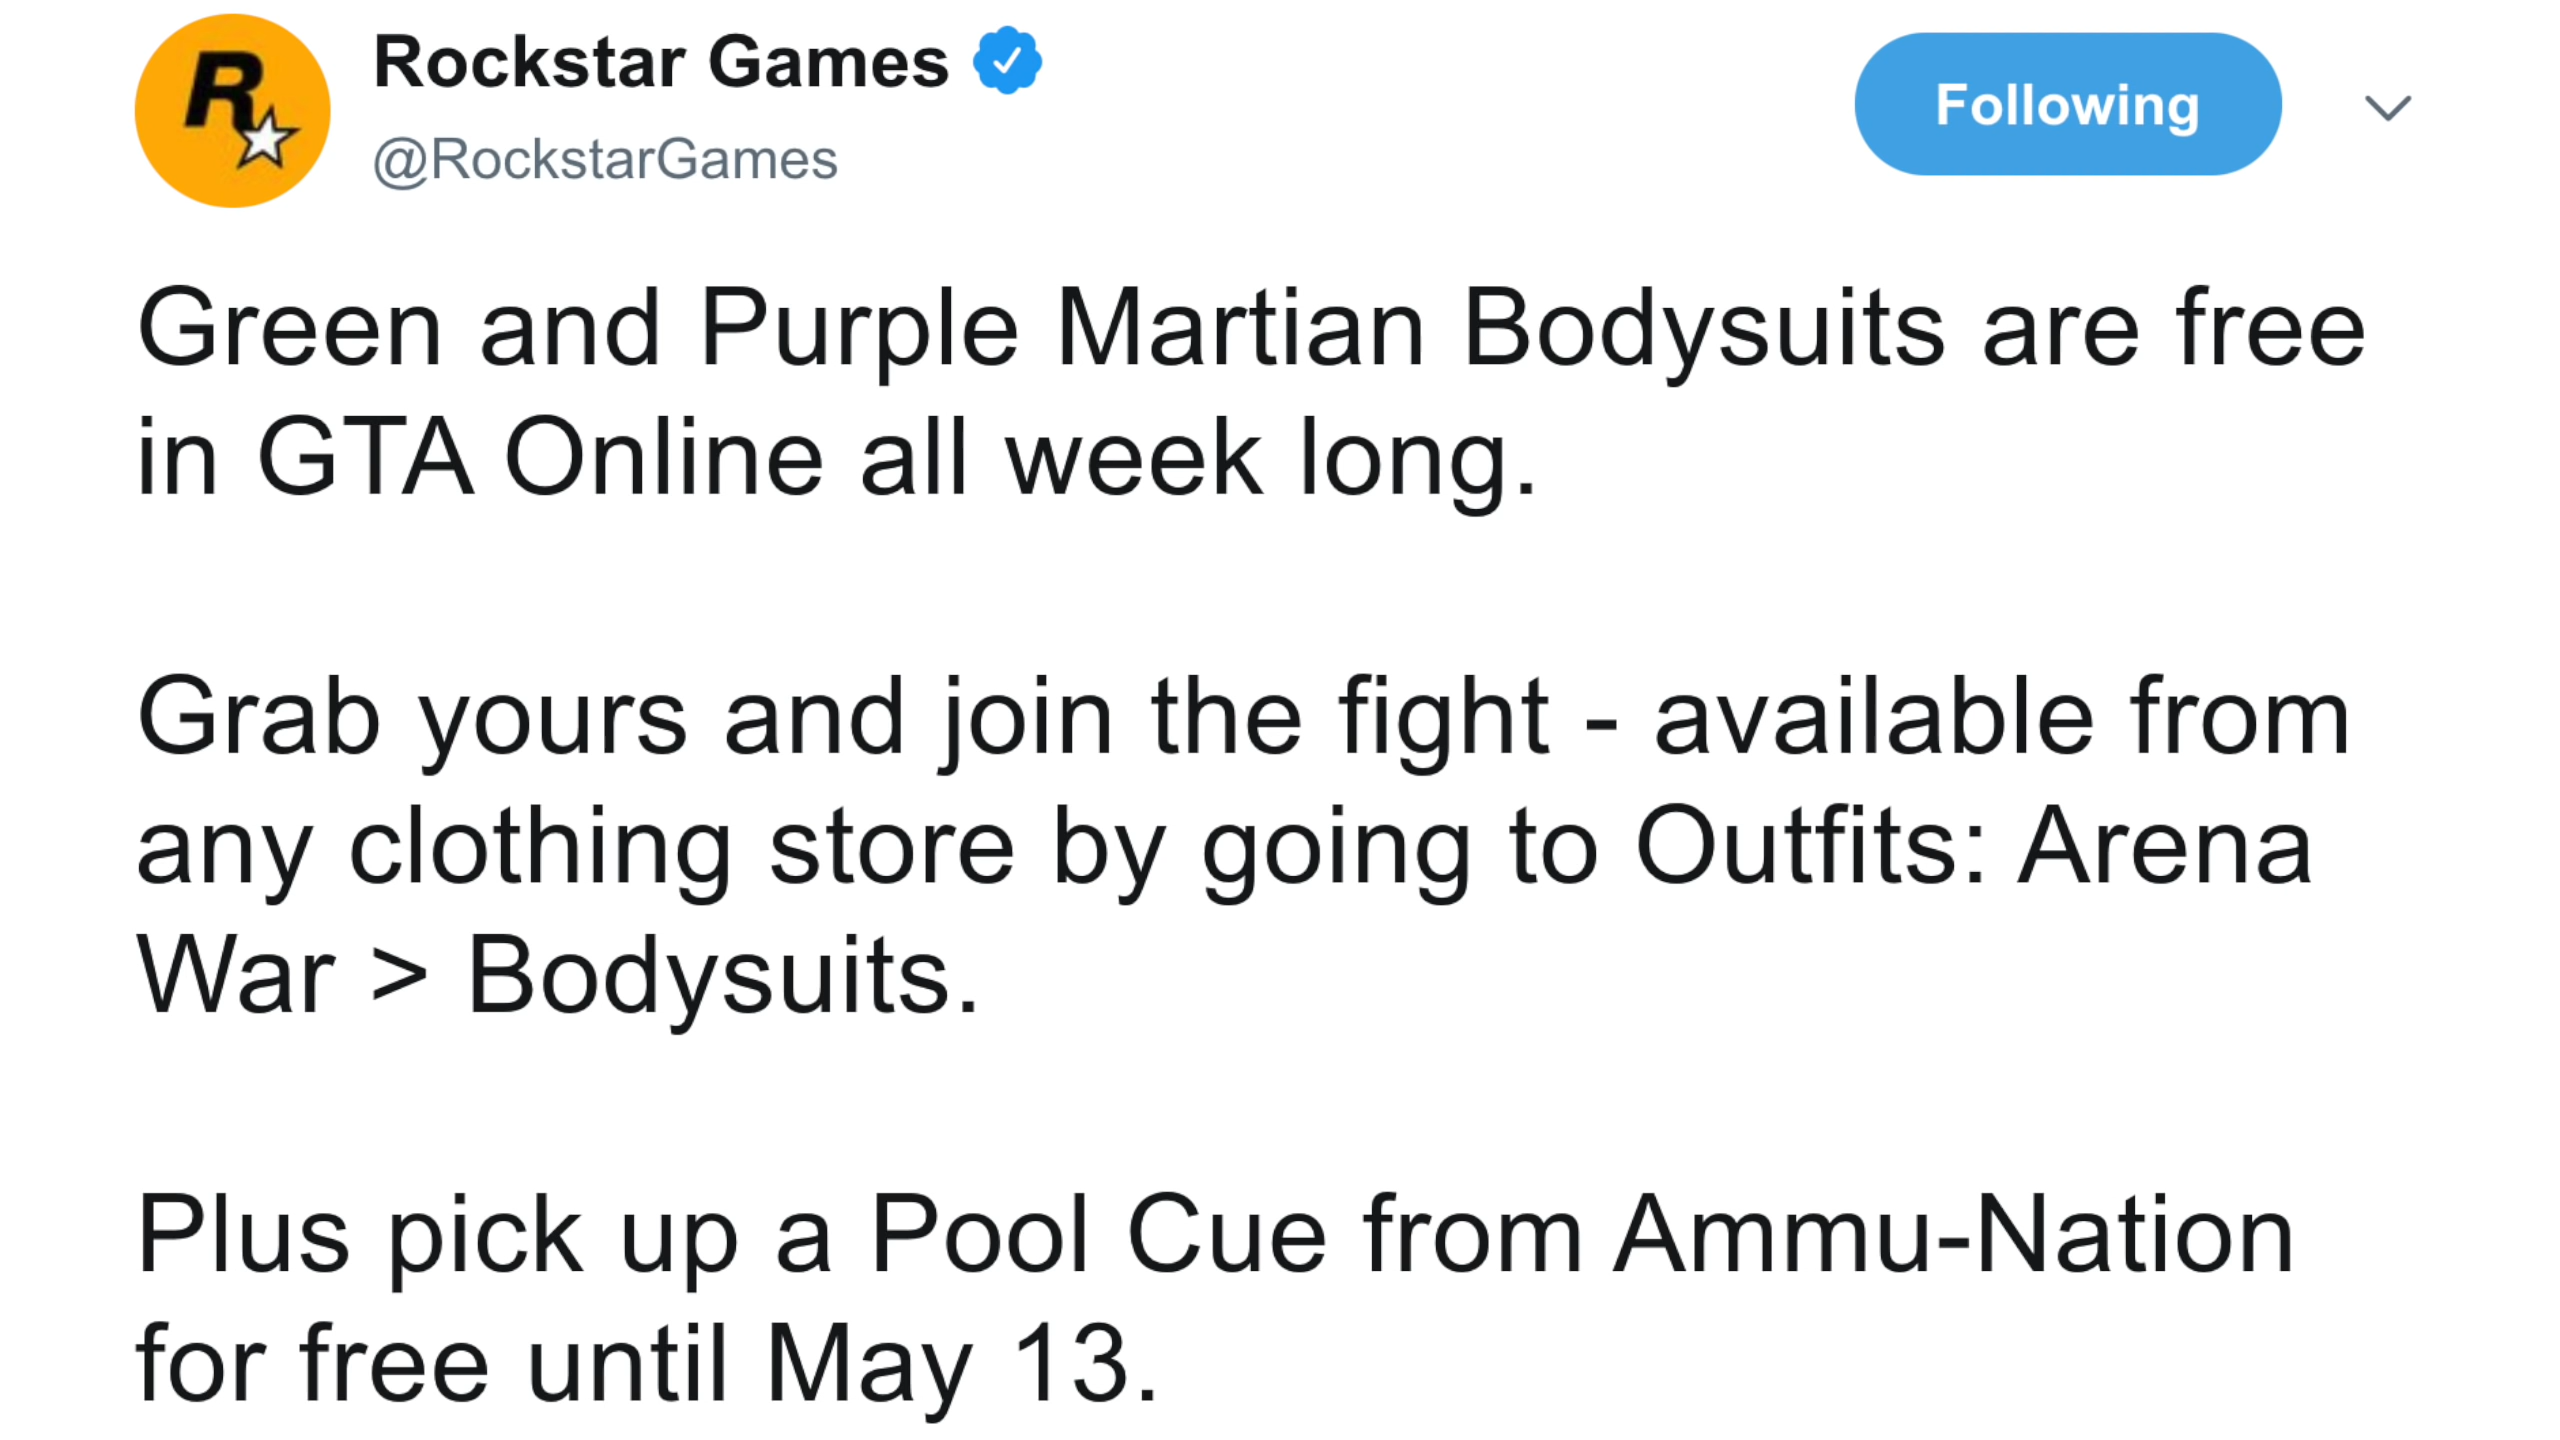 R
Rockstar Games
@RockstarGames
Following
Green and Purple Martian Bodysuits are free
in GTA Online all week long.
Grab yours and join the fight - available from
any clothing store by going to Outfits: Arena
War > Bodysuits.
Plus pick up a Pool Cue from Ammu-Nation
for free until May 13.